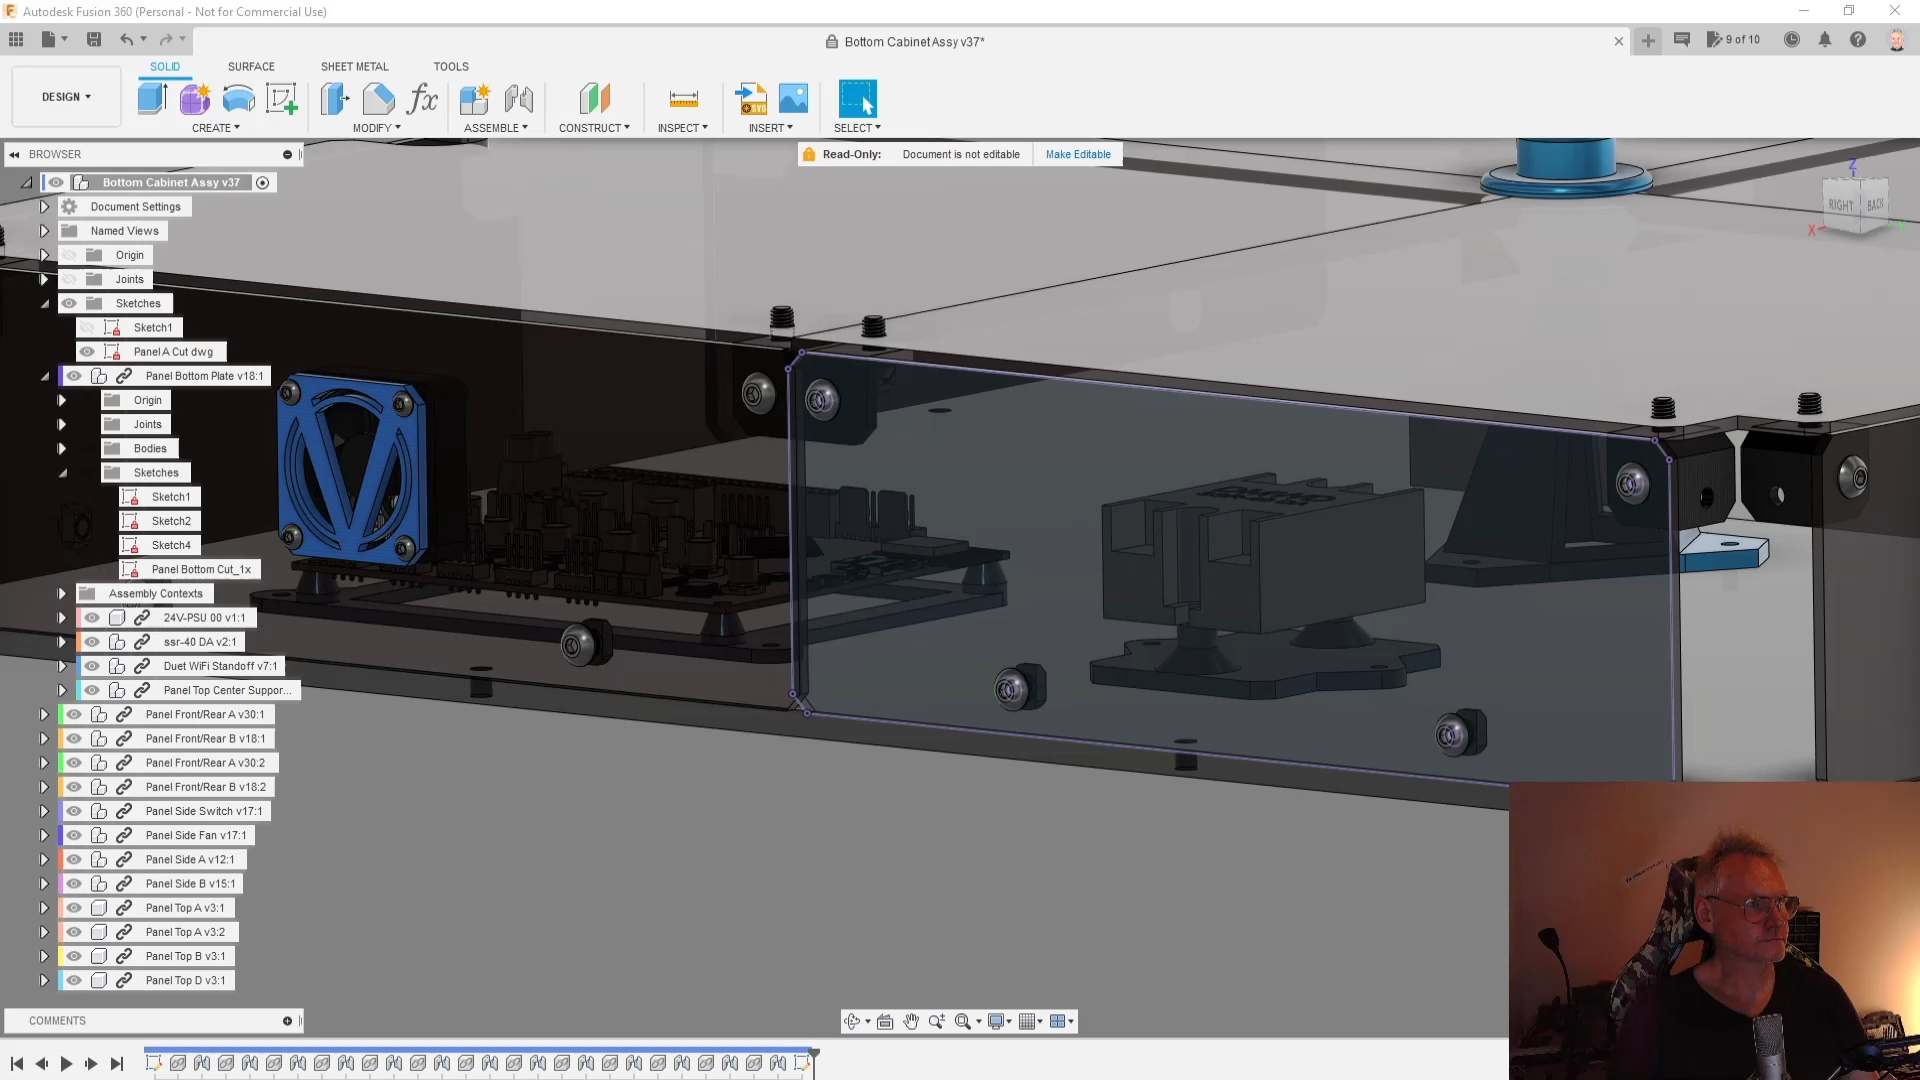 Autodesk Fusion 360 (Personal - Not for Commercial Use)
Bottom Cabinet Assy v37*
9 of 10
DESIGN
SOLID
SURFACE
SHEET METAL
TOOLS
CREATE
MODIFY
ASSEMBLE
CONSTRUCT
INSPECT
INSERT
SELECT
BROWSER
Read-Only: Document is not editable Make Editable
Bottom Cabinet Assy v37
Document Settings
Named Views
Origin
Joints
Sketches
Sketch1
Panel A Cut dwg
Panel Bottom Plate v18:1
Origin
Joints
Bodies
Sketches
Sketch1
Sketch2
Sketch4
Panel Bottom Cut_1x
Assembly Contexts
24V-PSU 00 v1:1
ssr-40 DA v2:1
Duet WiFi Standoff v7:1
Panel Top Center Suppor...
Panel Front/Rear A v30:1
Panel Front/Rear B v18:1
Panel Front/Rear A v30:2
Panel Front/Rear B v18:2
Panel Side Switch v17:1
Panel Side Fan v17:1
Panel Side A v12:1
Panel Side B v15:1
Panel Top A v3:1
Panel Top A v3:2
Panel Top B v3:1
Panel Top D v3:1
COMMENTS
Z
RIGHT BACK
X
SVG
fx